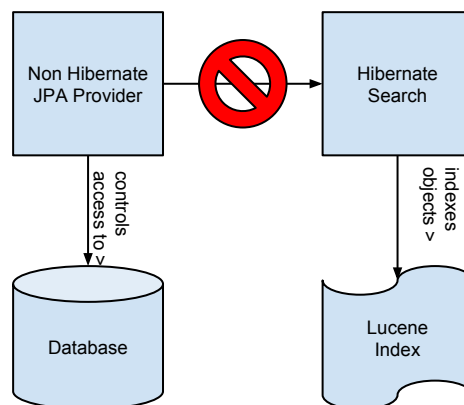 Non Hibernate
JPA Provider
Hibernate
Search
controls
access to >
indexes
objects >
Database
Lucene
Index